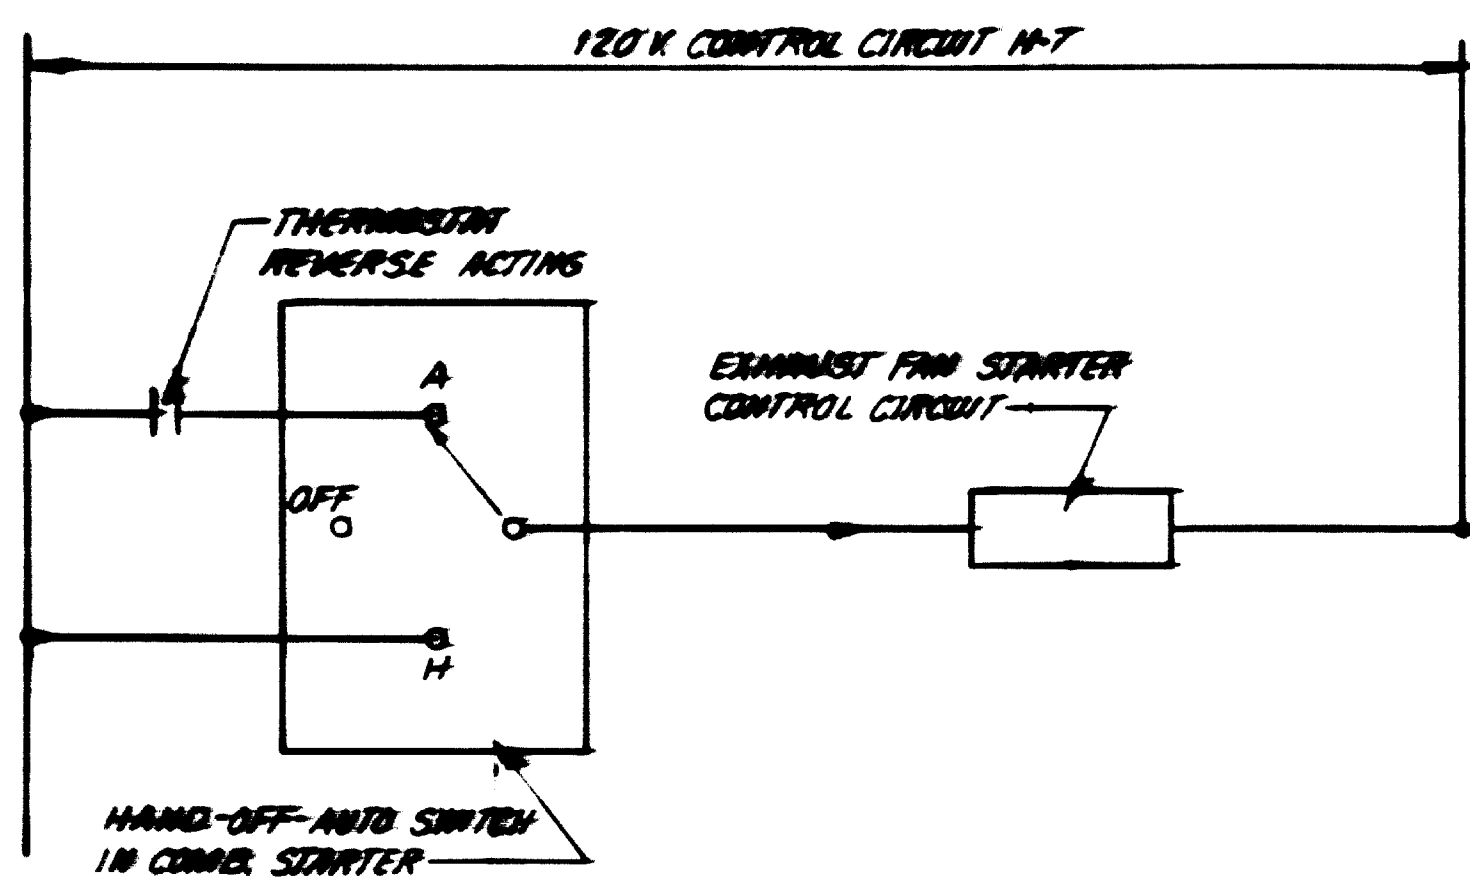 120 V. CONTROL CIRCUIT H-7
THERMOSTAT
REVERSE ACTING
A
EXHAUST FAN STARTER
CONTROL CIRCUIT
OFF
H
HAND-OFF-AUTO SWITCH
IN COMB. STARTER